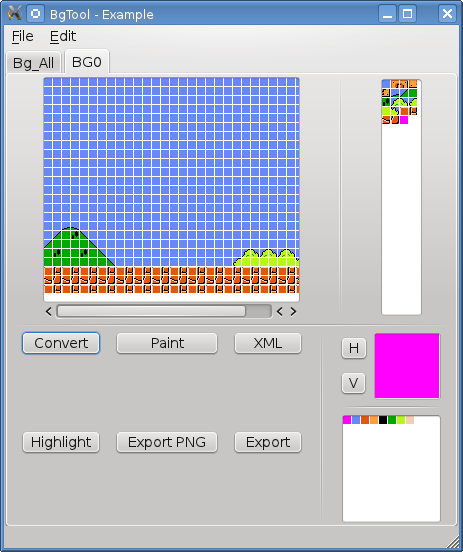 BgTool - Example
File Edit
Bg_All BG0
Convert Paint XML
H
V
Highlight Export PNG Export